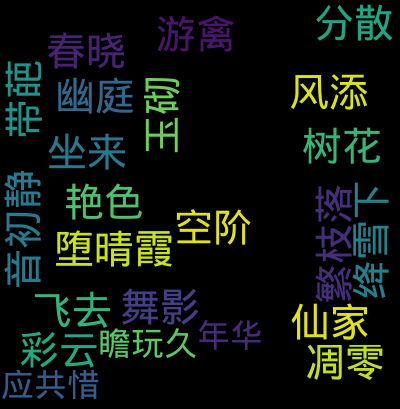 分散
游禽
春晓
带葩
幽庭
玉砌
风添
坐来
树花
音初静
艳色
空阶
繁枝落
绛雪下
堕晴霞
飞去
舞影
仙家
年华
彩云
瞻玩久
凋零
应共惜